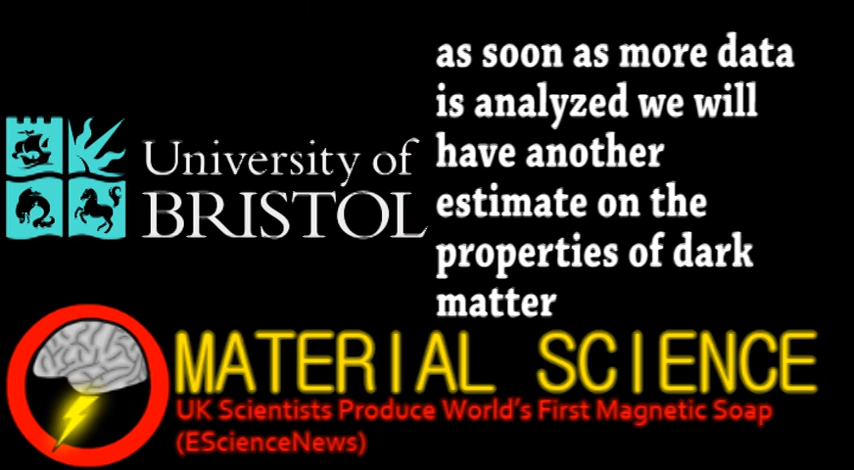 University of
BRISTOL
as soon as more data
is analyzed we will
have another
estimate on the
properties of dark
matter
MATERIAL SCIENCE
UK Scientists Produce World's First Magnetic Soap
(EScienceNews)